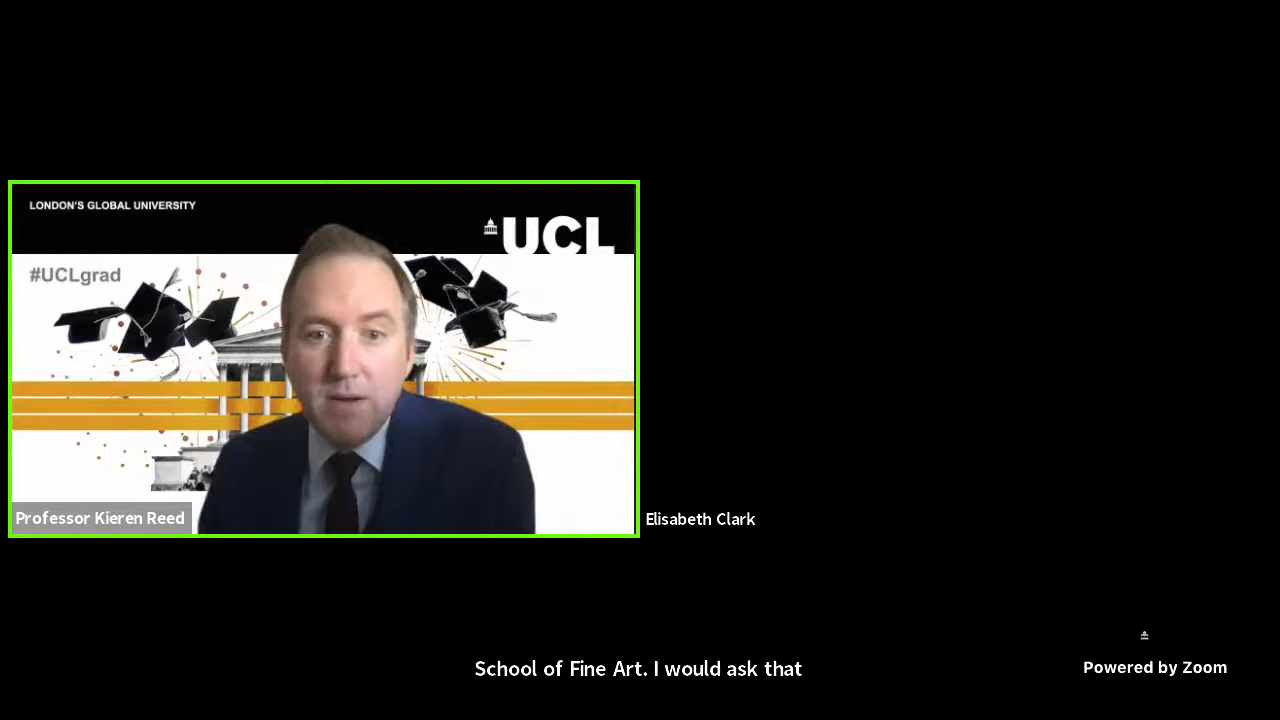 LONDON'S GLOBAL UNIVERSITY
UCL
#UCLgrad
Professor Kieren Reed
Elisabeth Clark
School of Fine Art. I would ask that
Powered by Zoom